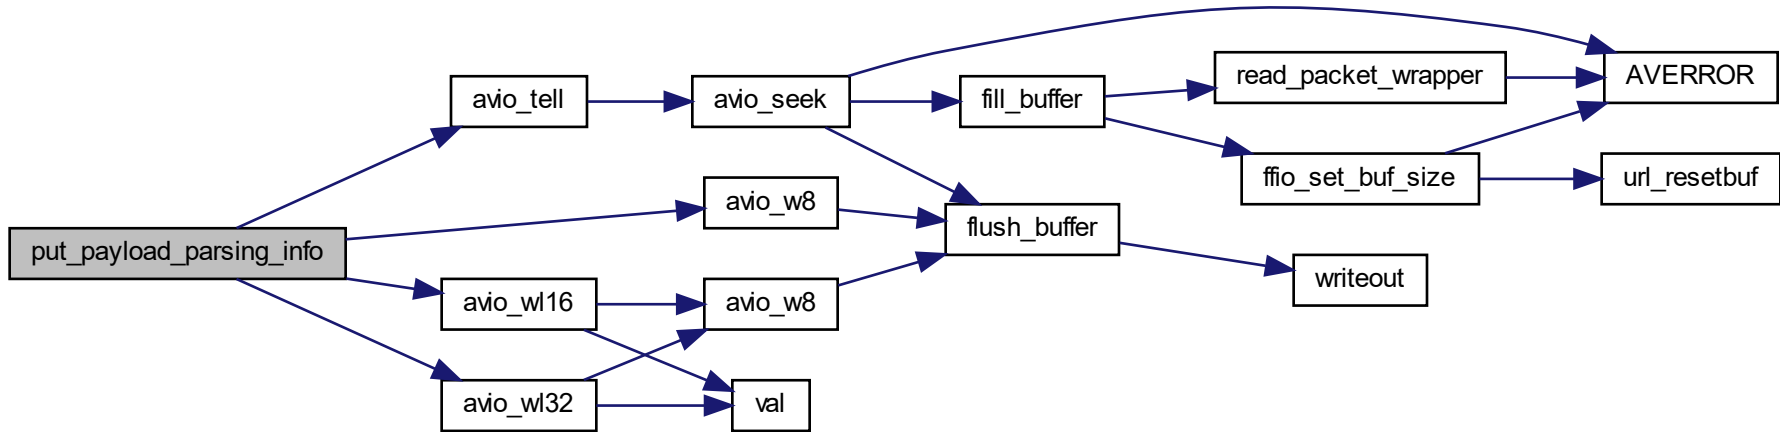 put_payload_parsing_info
avio_tell
avio_seek
fill_buffer
read_packet_wrapper
AVERROR
ffio_set_buf_size
url_resetbuf
avio_w8
flush_buffer
writeout
avio_wl16
avio_w8
avio_wl32
val